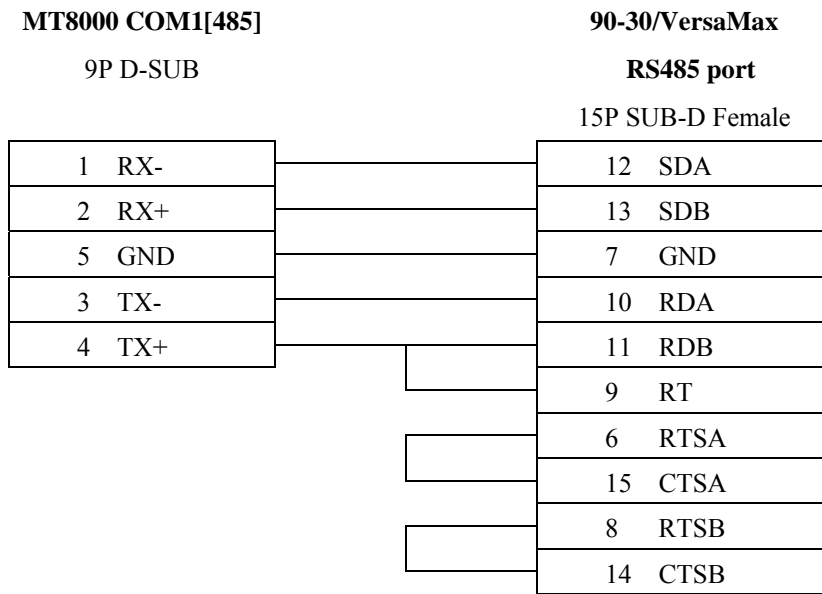 MT8000 COM1[485] 90-30/VersaMax
9P D-SUB RS485 port
15P SUB-D Female
1 RX- 12 SDA
2 RX+ 13 SDB
5 GND 7 GND
3 TX- 10 RDA
4 TX+ 11 RDB
9 RT
6 RTSA
15 CTSA
8 RTSB
14 CTSB